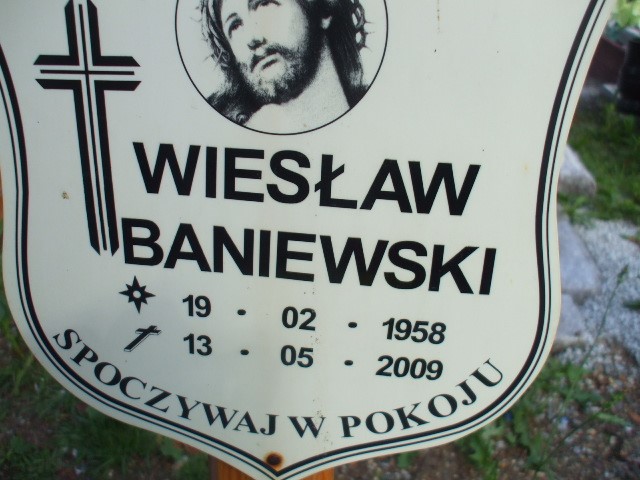 WIESŁAW
BANIEWSKI
19 · 02 · 1958
13 · 05 · 2009
SPOCZYWAJ W POKOJU